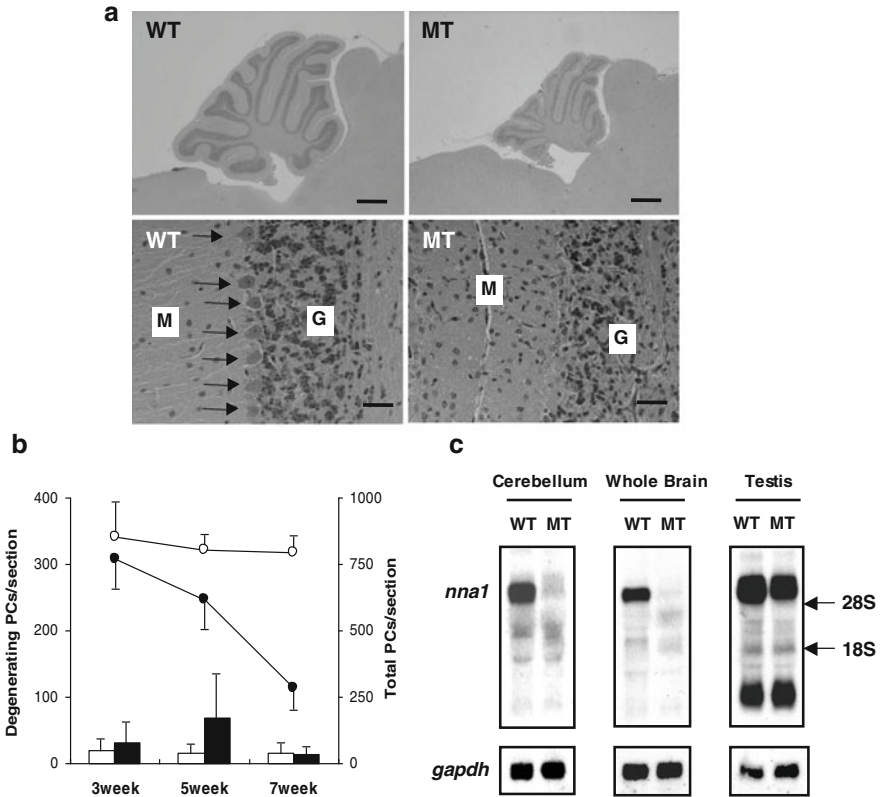 a
WT
MT
WT
MT
M
G
M
G
b
400
300
200
100
0
Degenerating PCs/section
1000
750
500
250
0
Total PCs/section
3week
5week
7week
c
Cerebellum
Whole Brain
Testis
WT MT
WT MT
WT MT
nna1
28S
18S
gapdh